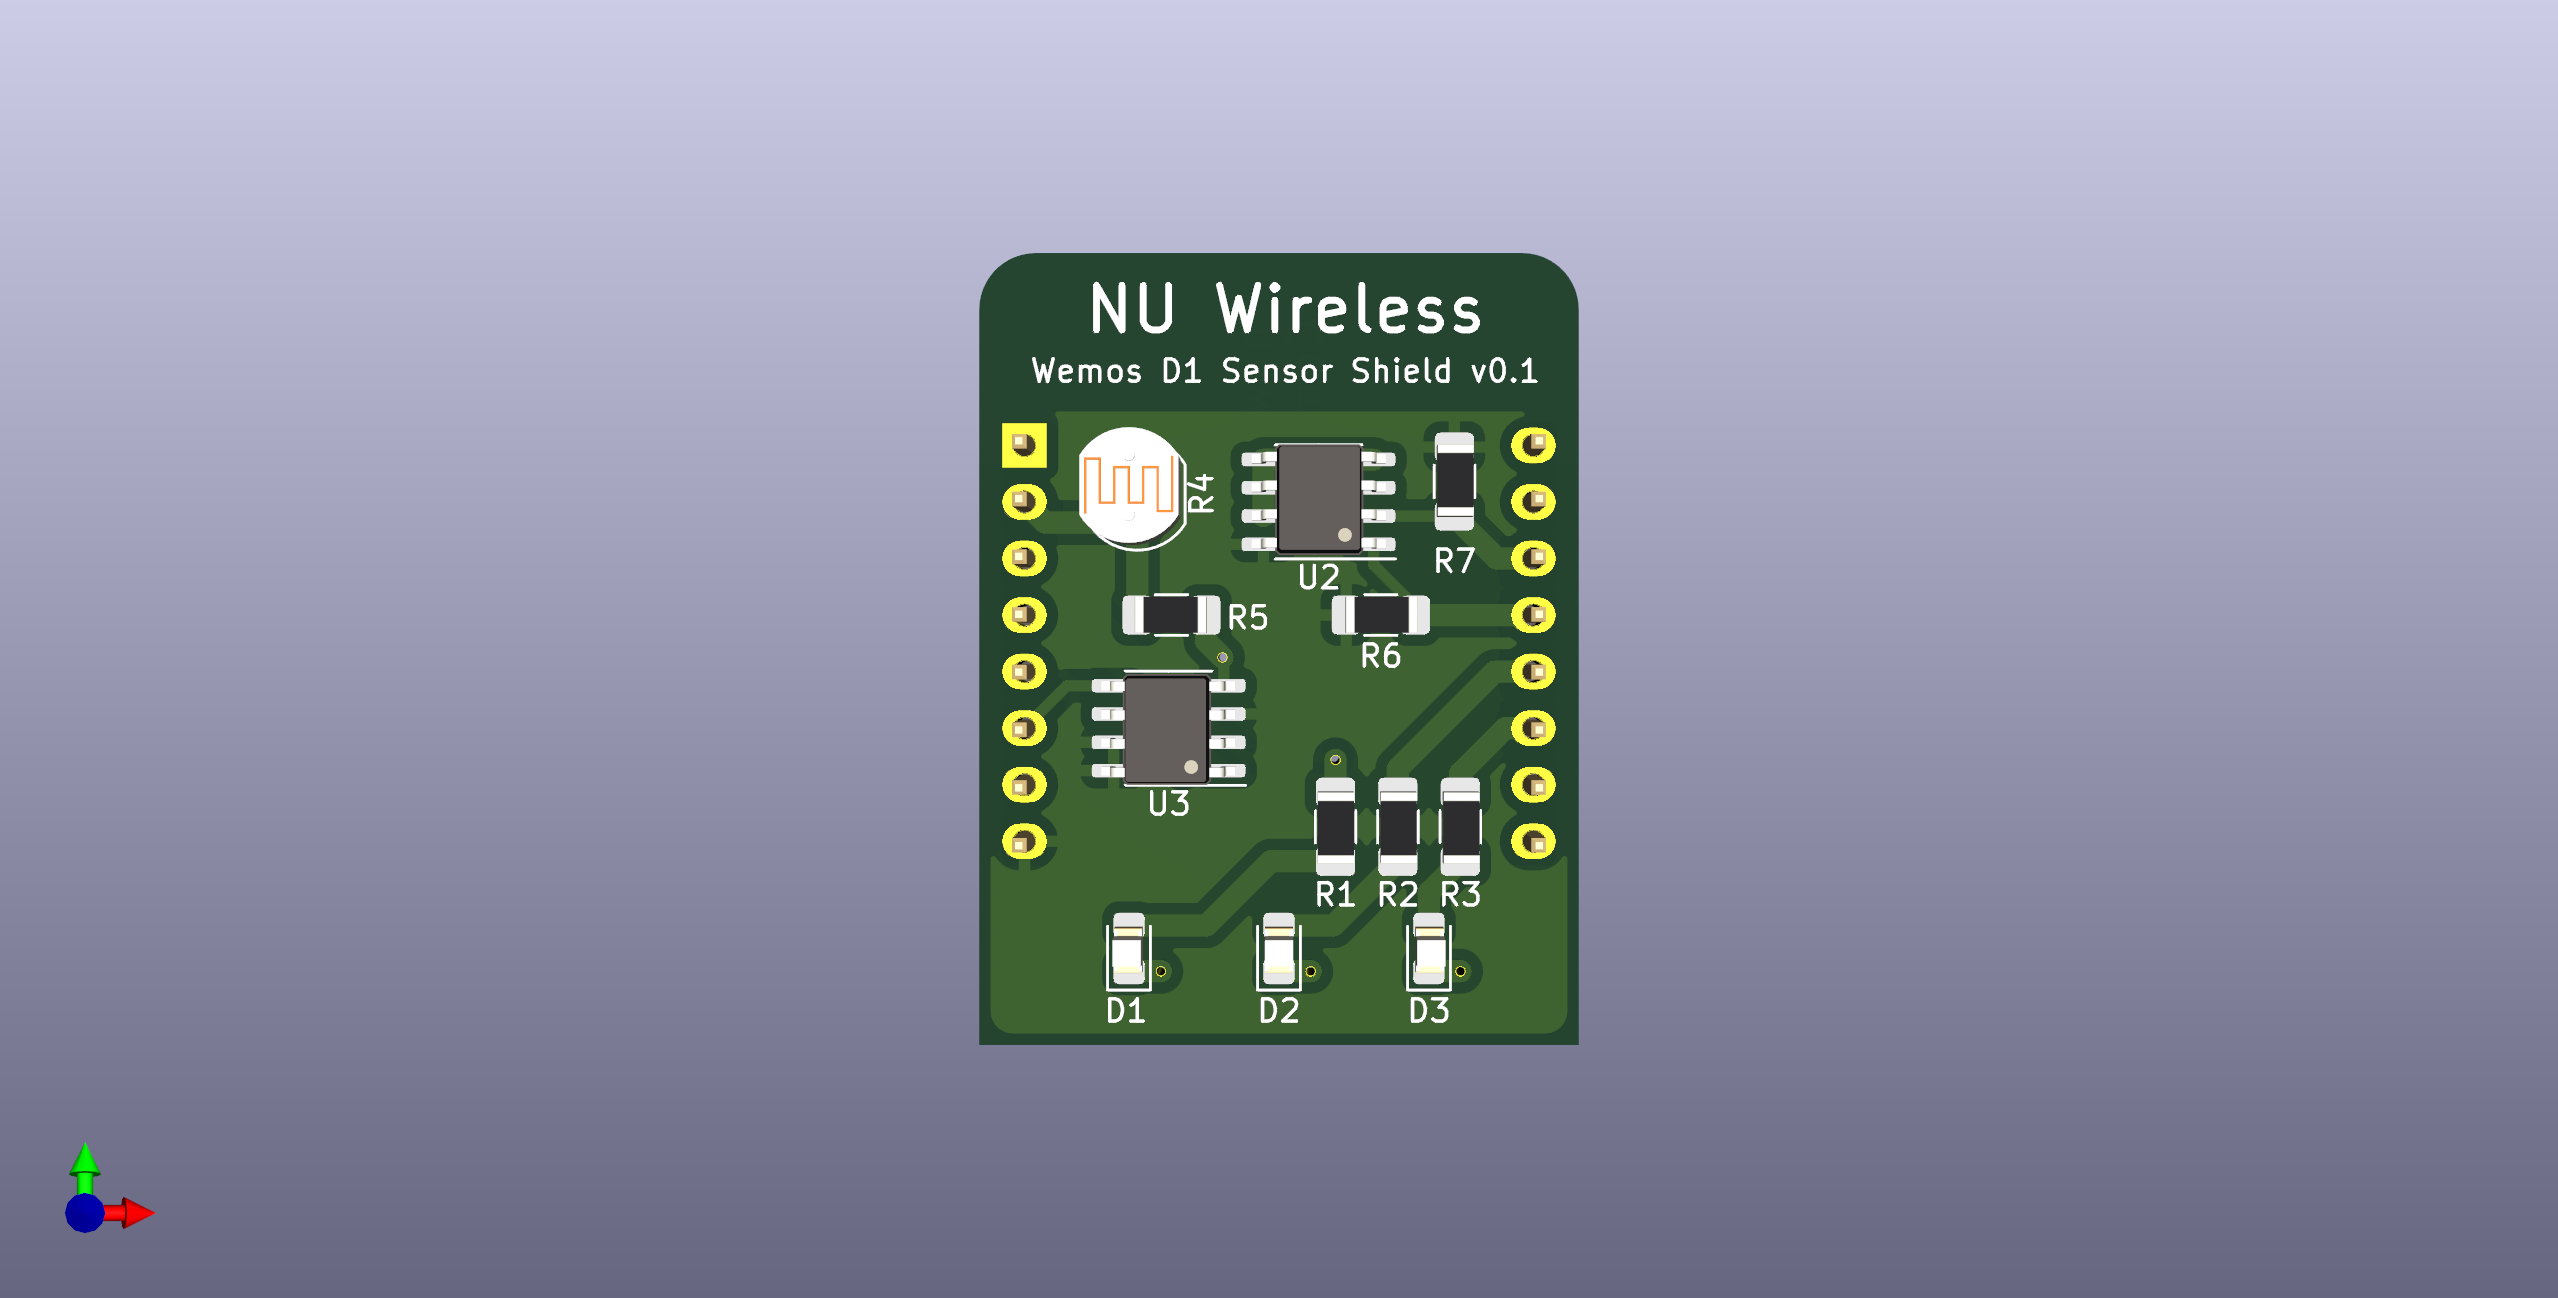 NU Wireless
Wemos D1 Sensor Shield v0.1
R4
U2
R7
R5
R6
U3
R1 R2 R3
D1 D2 D3